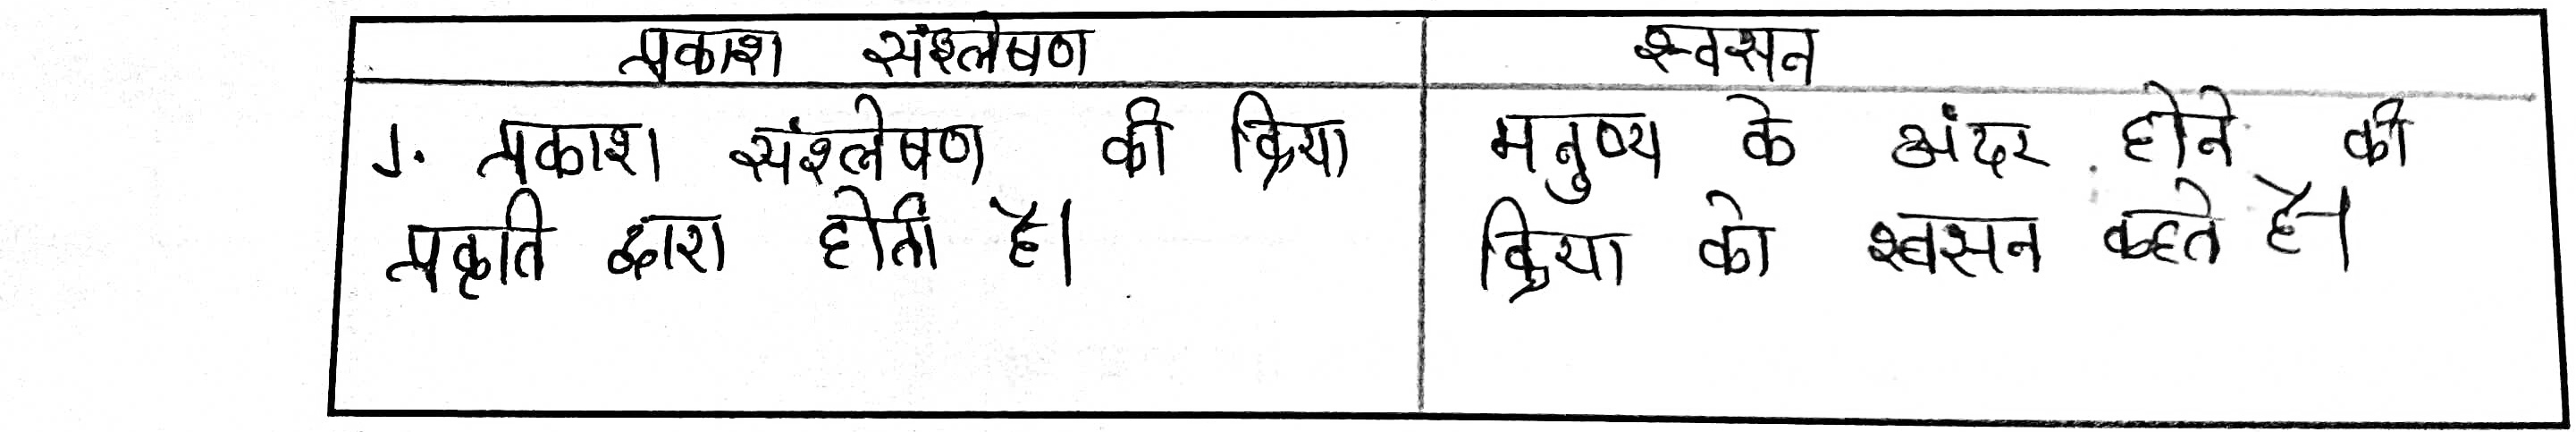 प्रकाश संश्लेषण
श्वसन
1. प्रकाश संश्लेषण की क्रिया
प्रकृति द्वारा होती है।
मनुष्य के अंदर होने की
क्रिया को श्वसन कहते है।